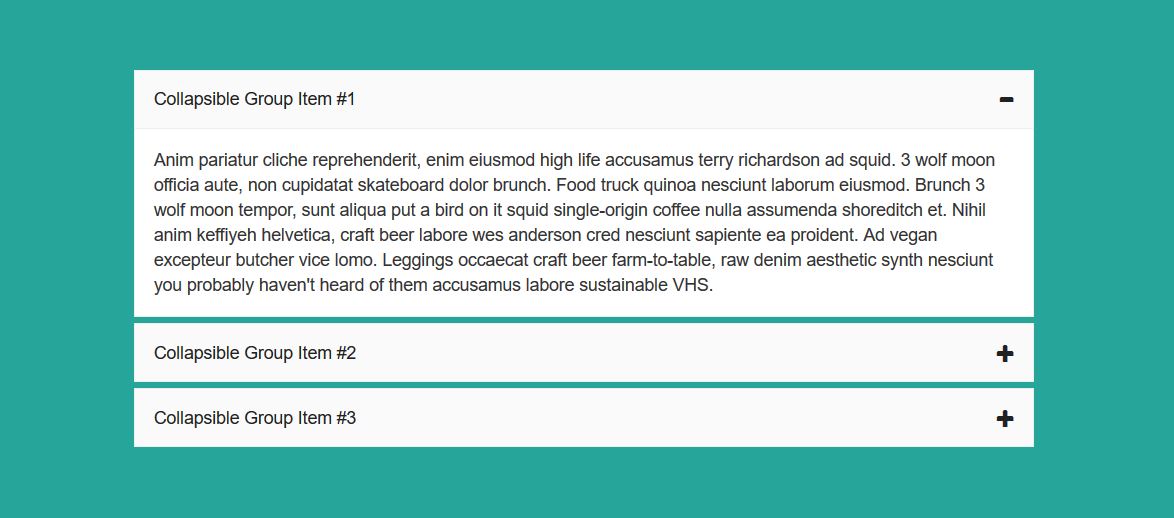 Collapsible Group Item #1
Anim pariatur cliche reprehenderit, enim eiusmod high life accusamus terry richardson ad squid. 3 wolf moon
officia aute, non cupidatat skateboard dolor brunch. Food truck quinoa nesciunt laborum eiusmod. Brunch 3
wolf moon tempor, sunt aliqua put a bird on it squid single-origin coffee nulla assumenda shoreditch et. Nihil
anim keffiyeh helvetica, craft beer labore wes anderson cred nesciunt sapiente ea proident. Ad vegan
excepteur butcher vice lomo. Leggings occaecat craft beer farm-to-table, raw denim aesthetic synth nesciunt
you probably haven't heard of them accusamus labore sustainable VHS.
Collapsible Group Item #2
Collapsible Group Item #3